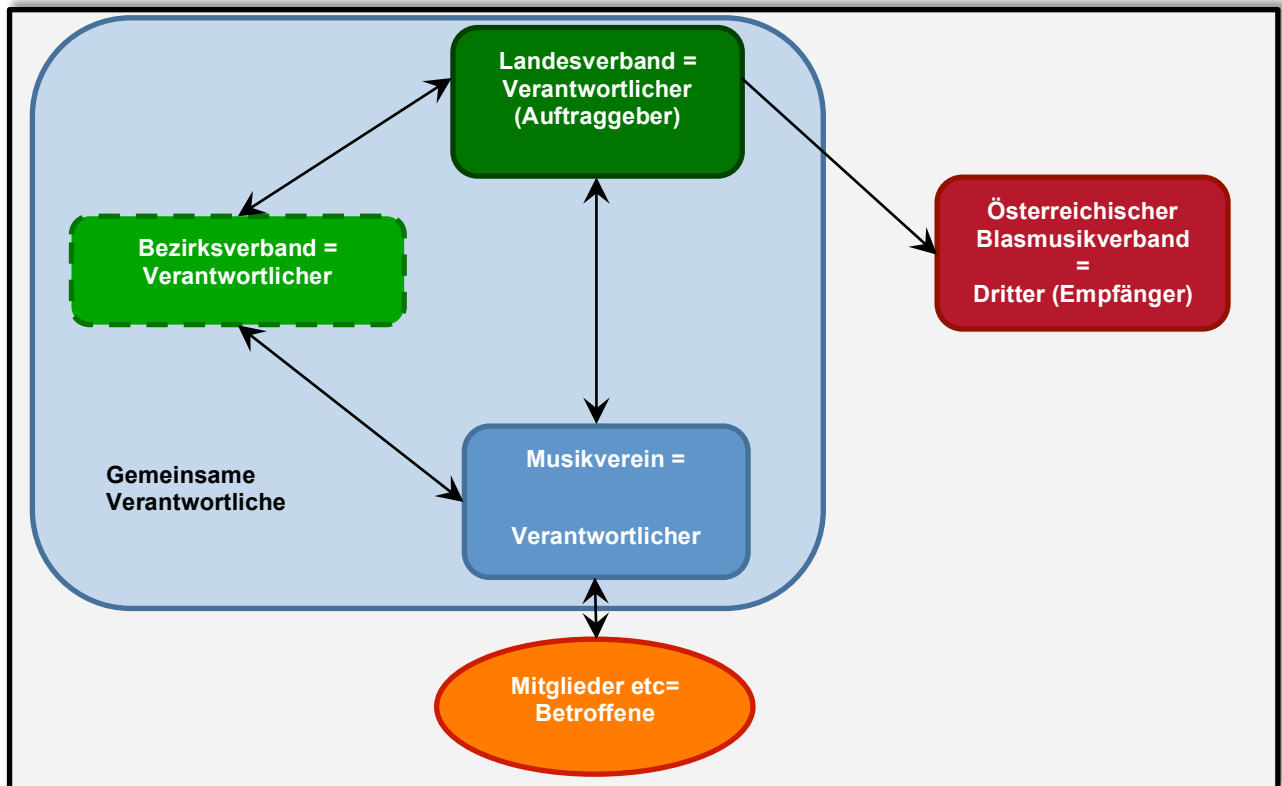 Landesverband =
Verantwortlicher
(Auftraggeber)
Österreichischer
Blasmusikverband
=
Dritter (Empfänger)
Bezirksverband =
Verantwortlicher
Gemeinsame
Verantwortliche
Musikverein =
Verantwortlicher
Mitglieder etc=
Betroffene